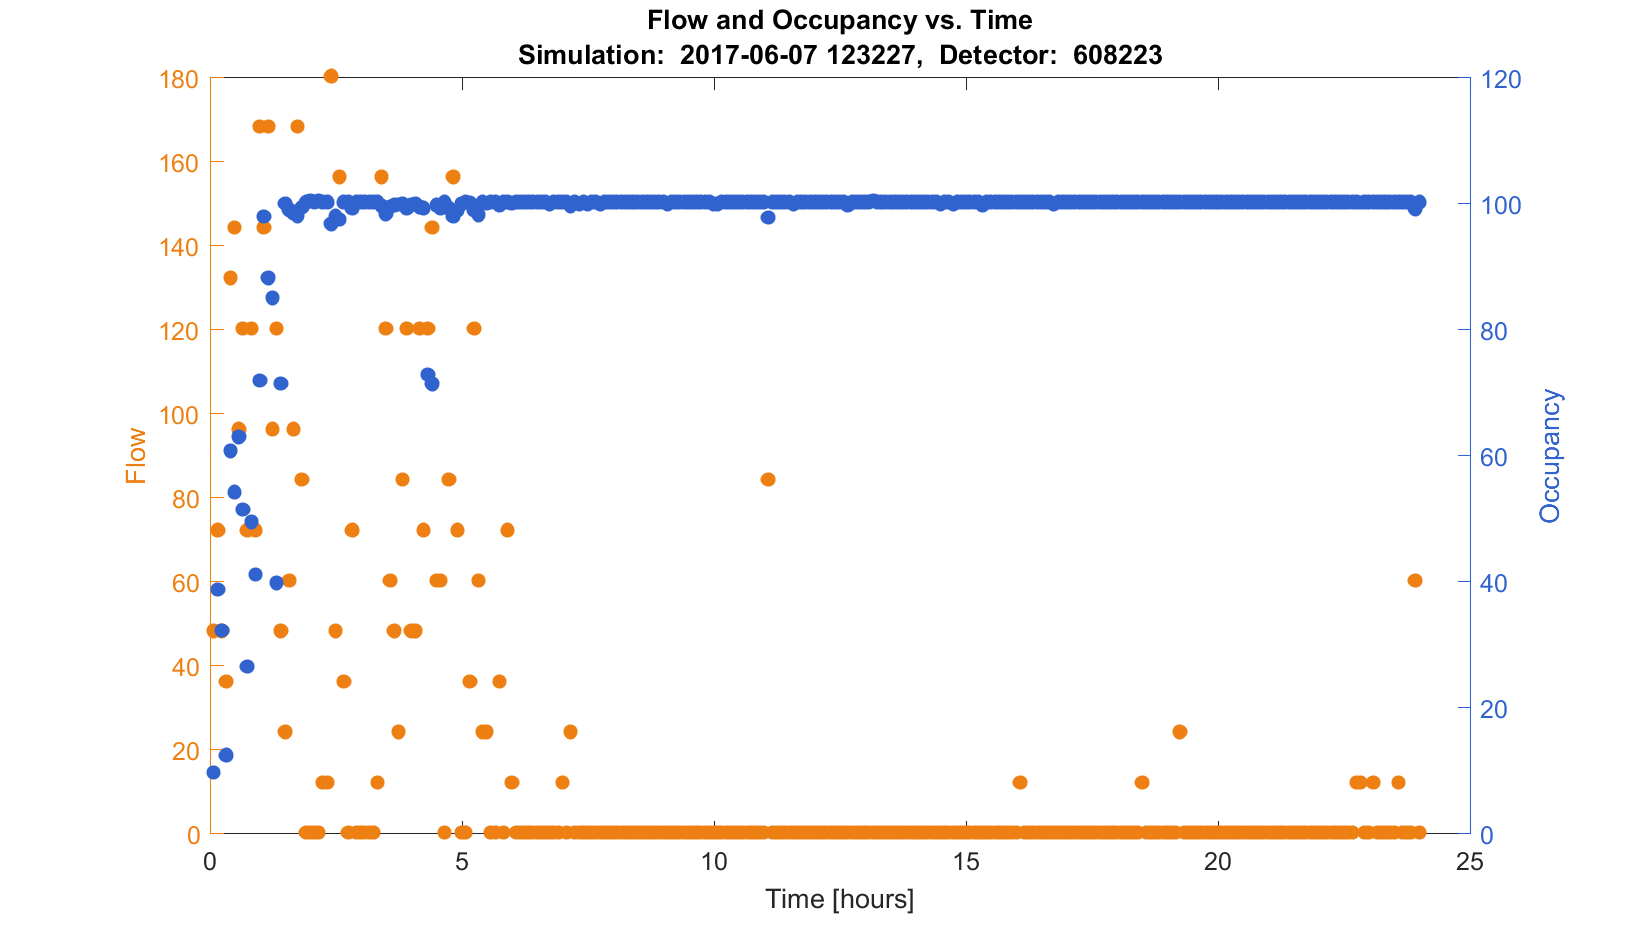 Flow and Occupancy vs. Time
Simulation:  2017-06-07 123227,  Detector:  608223
180
160
140
120
100
80
60
40
20
0
Flow
120
100
80
60
40
20
0
Occupancy
0 5 10 15 20 25
Time [hours]